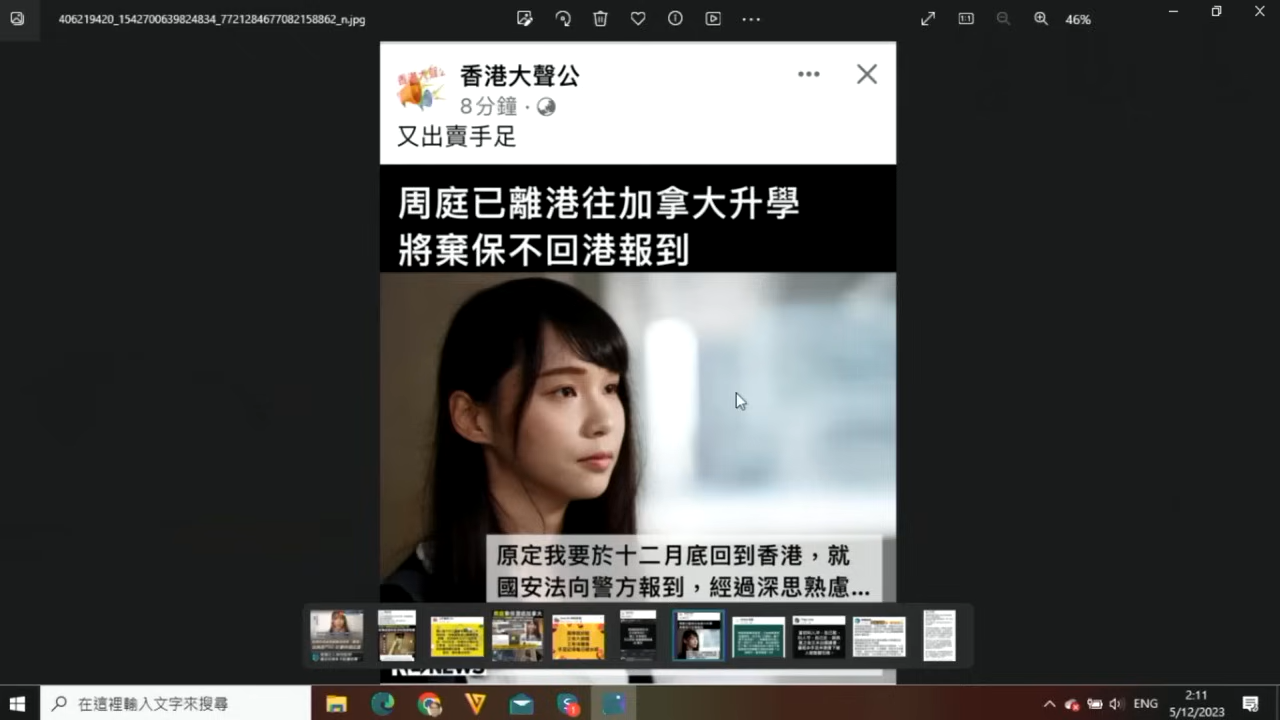 406219420_1542700639824834_7721284677082158862_n.jpg
46%
香港大聲公
8分鐘
又出賣手足
周庭已離港往加拿大升學
將棄保不回港報到
原定我要於十二月底回到香港，就
國安法向警方報到，經過深思熟慮...
在這裡輸入文字來搜尋
ENG
2:11
5/12/2023